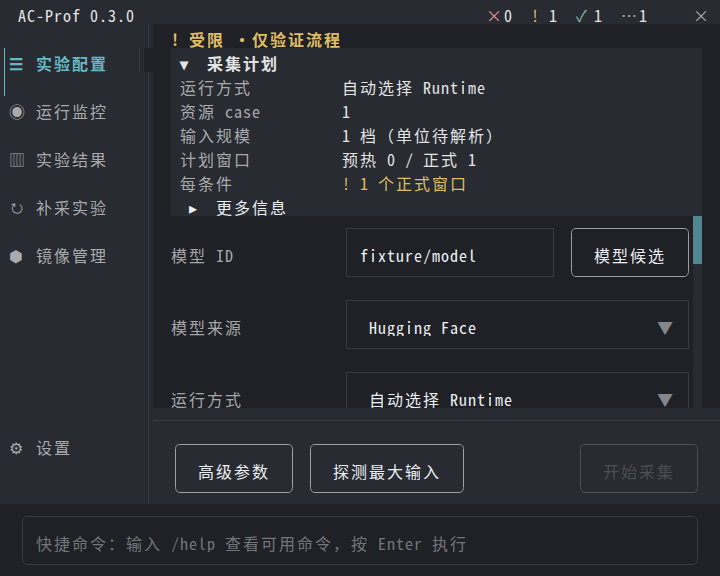 AC-Prof 0.3.0
×0 ! 1 ✓ 1 …1 ×
! 受限 ·仅验证流程
☰ 实验配置
▼ 采集计划
运行方式 自动选择 Runtime
◉ 运行监控
资源 case 1
输入规模 1 档（单位待解析）
▥ 实验结果
计划窗口 预热 0 / 正式 1
每条件 ! 1 个正式窗口
↻ 补采实验
▶ 更多信息
⬢ 镜像管理
模型 ID fixture/model 模型候选
模型来源 Hugging Face ▼
运行方式 自动选择 Runtime ▼
⚙ 设置
高级参数 探测最大输入 开始采集
快捷命令: 输入 /help 查看可用命令, 按 Enter 执行